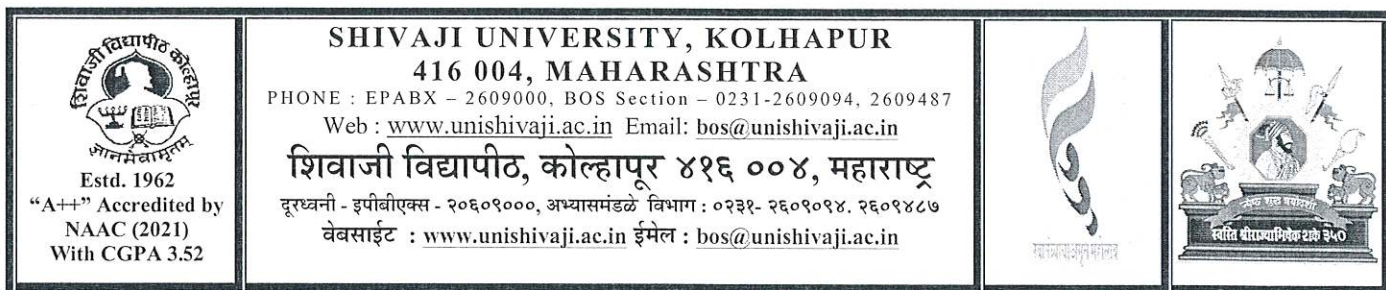 शिवाजी विद्यापीठ कोल्हापूर
ज्ञानमेवामृतम्
Estd. 1962
“A++” Accredited by
NAAC (2021)
With CGPA 3.52
SHIVAJI UNIVERSITY, KOLHAPUR
416 004, MAHARASHTRA
PHONE : EPABX – 2609000, BOS Section – 0231-2609094, 2609487
Web : www.unishivaji.ac.in Email: bos@unishivaji.ac.in
शिवाजी विद्यापीठ, कोल्हापूर ४१६ ००४, महाराष्ट्र
दूरध्वनी - इपीबीएक्स - २०६०९०००, अभ्यासमंडळे विभाग : ०२३१- २६०९०९४. २६०९४८७
वेबसाईट : www.unishivaji.ac.in ईमेल : bos@unishivaji.ac.in
स्वस्ति श्रीराज्याभिषेक शके ३५०